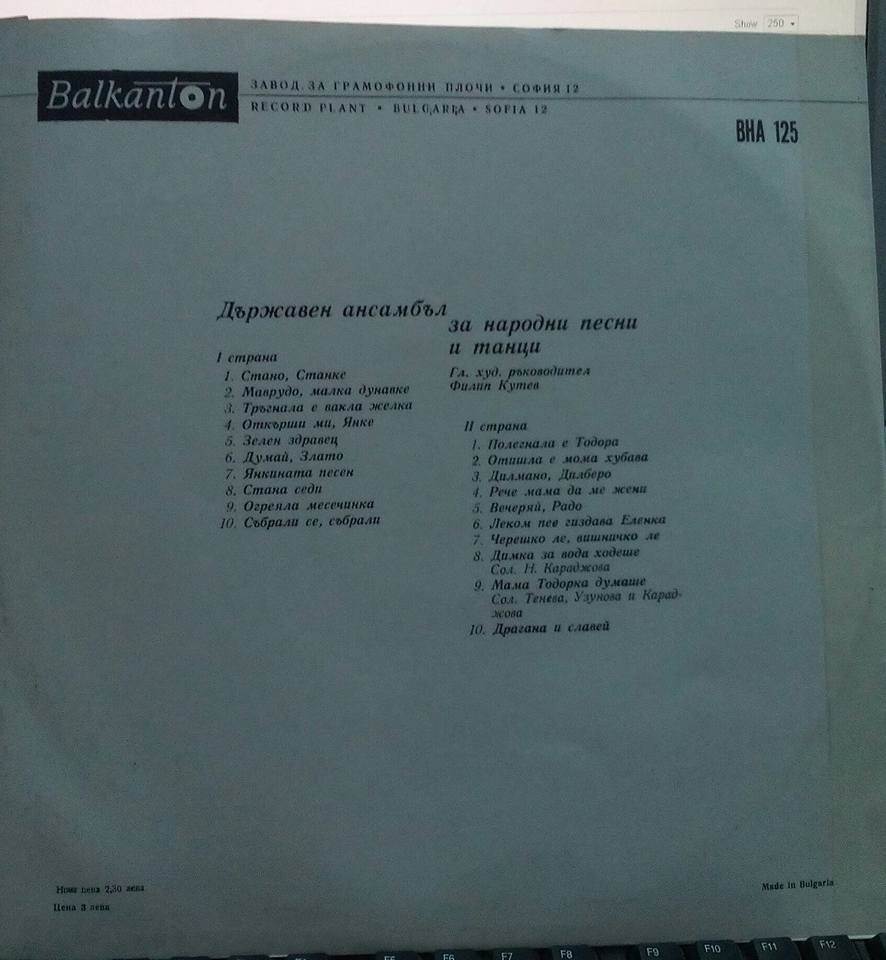 Show 250
Balkanton
ЗАВОД ЗА ГРАМОФОННИ ПЛОЧИ • СОФИЯ 12
RECORD PLANT • BULGARIA • SOFIA 12
ВНА 125
Държавен ансамбъл
за народни песни
и танци
Гл. худ. ръководител
Филип Кутев
I страна
1. Стано, Станке
2. Маврудо, малка дунавке
3. Тръгнала е вакла желка
4. Откърши ми, Янке
5. Зелен здравец
6. Думай, Злато
7. Янкината песен
8. Стана седи
9. Огреяла месечинка
10. Събрали се, събрали
II страна
1. Полегнала е Тодора
2. Отишла е мома хубава
3. Дилмано, Дилберо
4. Рече мама да ме жени
5. Вечеряй, Радо
6. Леком пее гиздава Еленка
7. Черешко ле, вишничко ле
8. Димка за вода ходеше
Сол. Н. Караджова
9. Мама Тодорка думаше
Сол. Тенева, Узунова и Карад-
жова
10. Драгана и славей
Нова цена 2,30 лева
Цена 3 лева
Made in Bulgaria
F5 F6 F7 F8 F9 F10 F11 F12